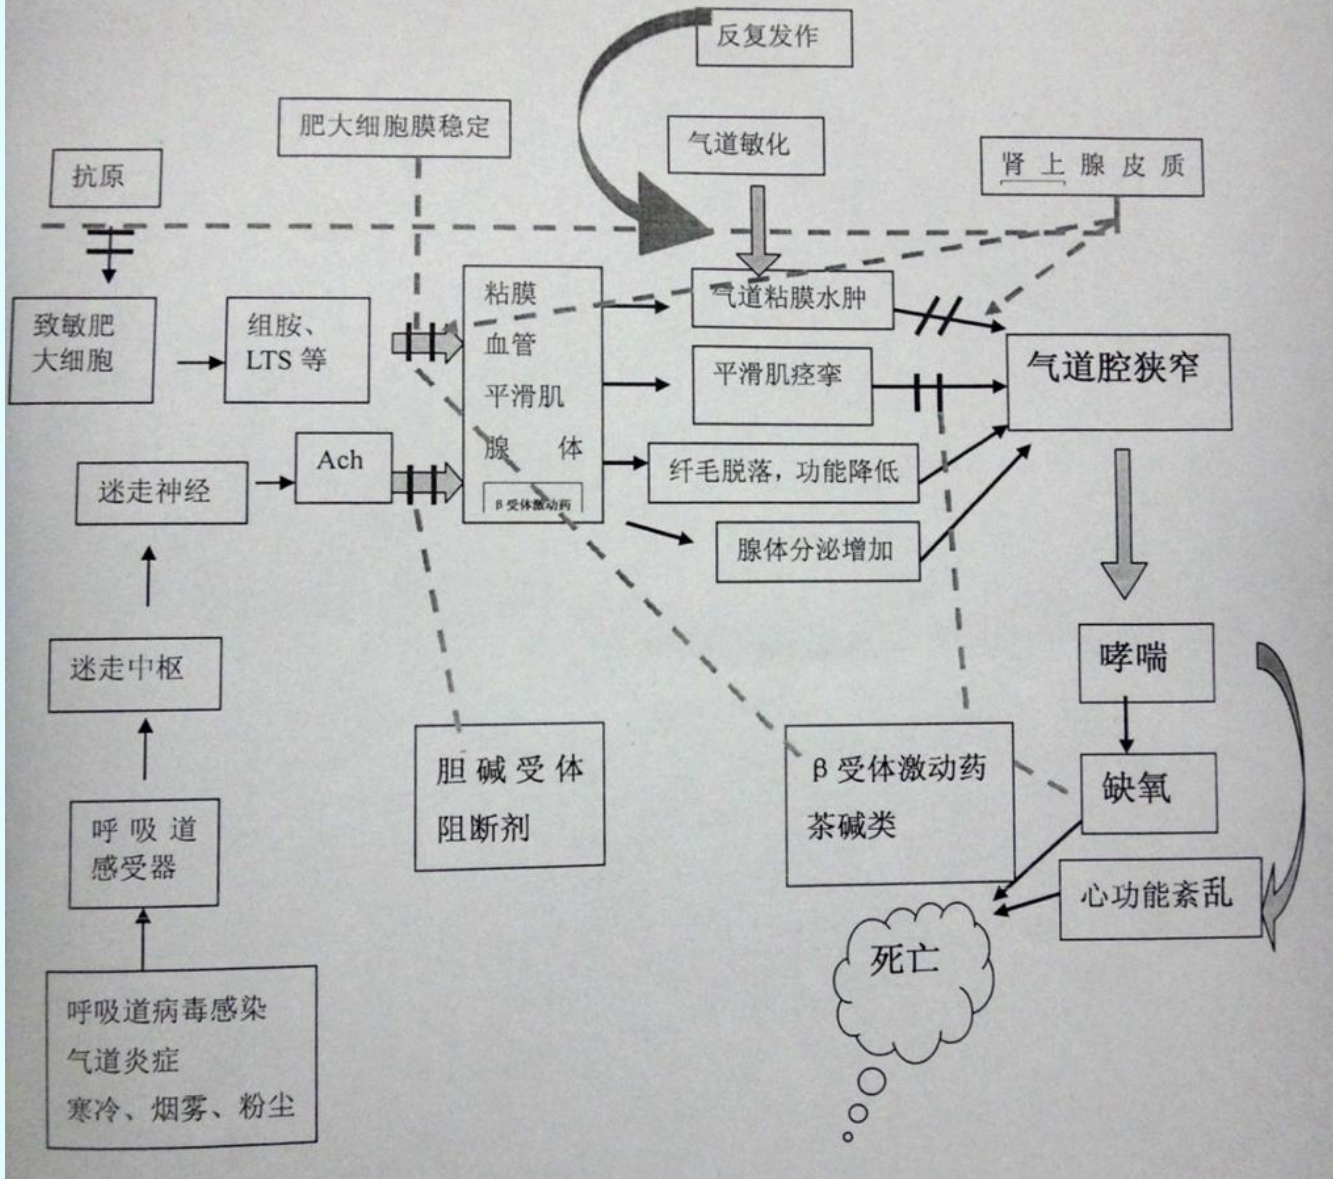 反复发作
肥大细胞膜稳定
气道敏化
抗原
肾上腺皮质
致敏肥
大细胞
组胺、
LTS 等
粘膜
血管
平滑肌
腺 体
β受体激动药
气道粘膜水肿
平滑肌痉挛
纤毛脱落，功能降低
腺体分泌增加
气道腔狭窄
迷走神经
Ach
迷走中枢
呼吸道
感受器
呼吸道病毒感染
气道炎症
寒冷、烟雾、粉尘
胆碱受体
阻断剂
β受体激动药
茶碱类
哮喘
缺氧
心功能紊乱
死亡